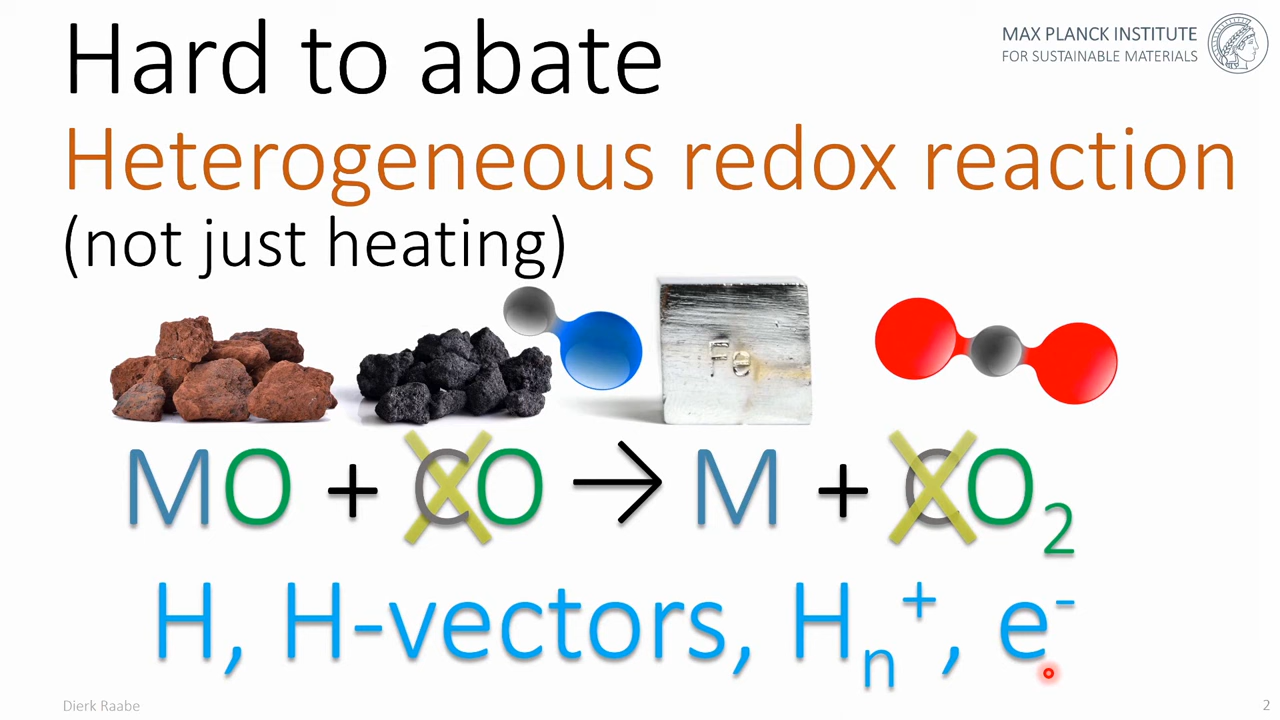 Hard to abate
MAX PLANCK INSTITUTE
FOR SUSTAINABLE MATERIALS
Heterogeneous redox reaction
(not just heating)
Fe
MO + CO → M + CO₂
H, H-vectors, Hₙ⁺, e⁻
Dierk Raabe
2